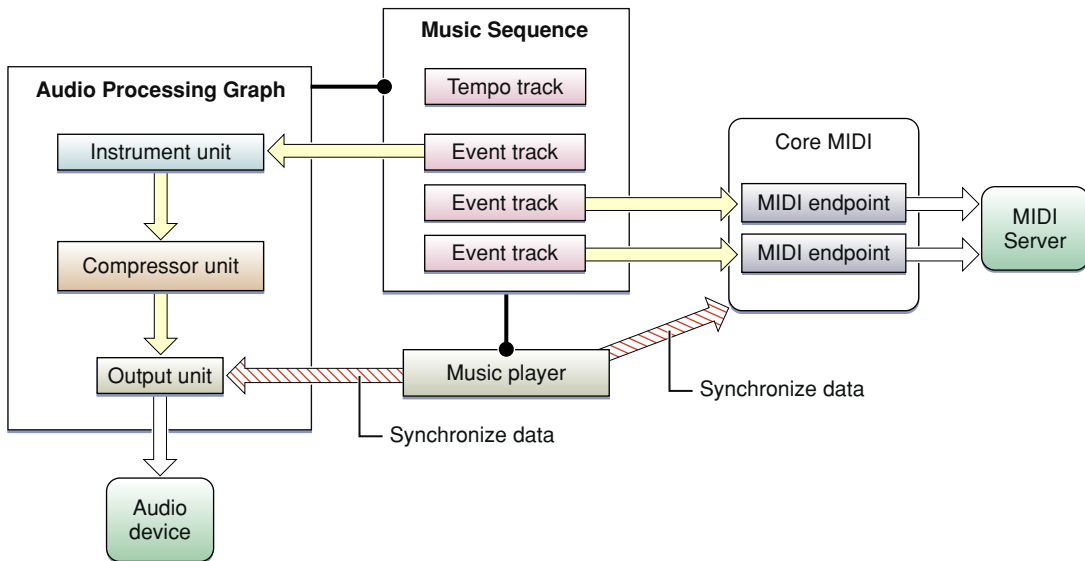 Music Sequence
Tempo track
Event track
Event track
Event track
Audio Processing Graph
Instrument unit
Compressor unit
Output unit
Core MIDI
MIDI endpoint
MIDI endpoint
MIDI
Server
Music player
Synchronize data
Synchronize data
Audio
device